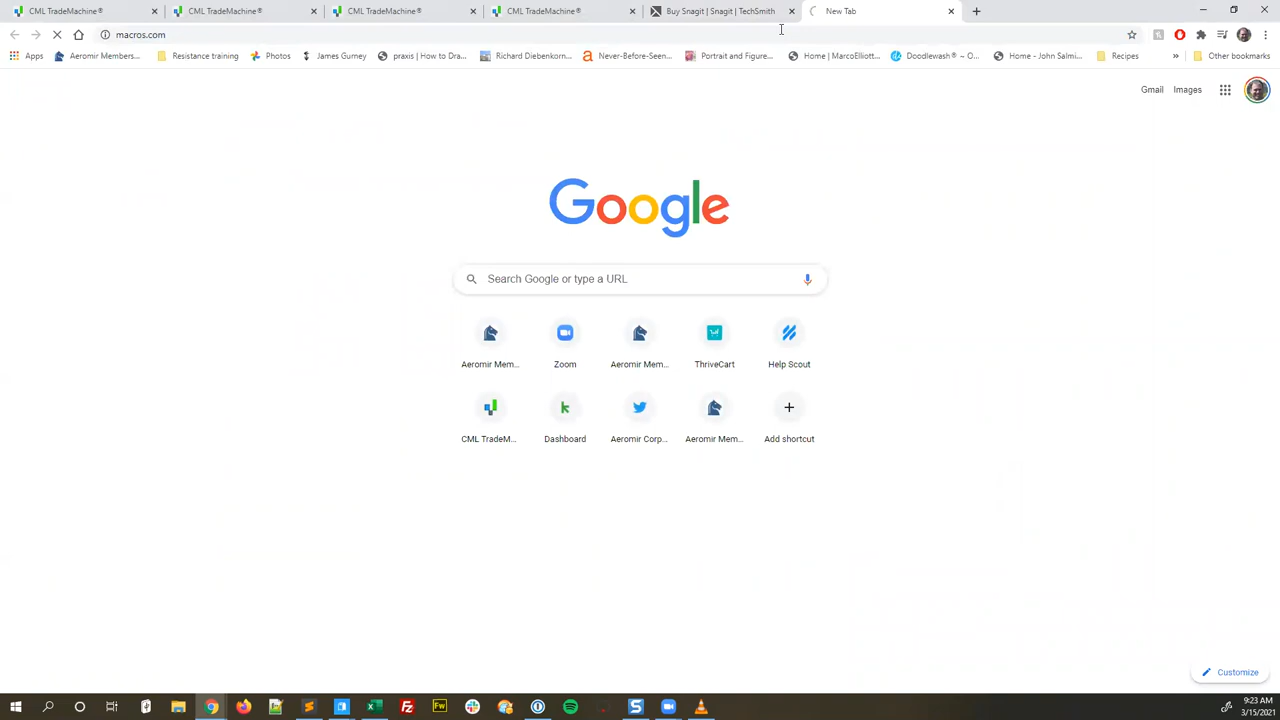 CML TradeMachine® CML TradeMachine® CML TradeMachine® CML TradeMachine® Buy Snagit | Snagit | TechSmith New Tab
macros.com
Apps Aeromir Members... Resistance training Photos James Gurney praxis | How to Dra... Richard Diebenkorn... Never-Before-Seen... Portrait and Figure... Home | MarcoElliott... Doodlewash® ~ O... Home - John Salmi... Recipes » Other bookmarks
Gmail Images
Google
Search Google or type a URL
Aeromir Mem... Zoom Aeromir Mem... ThriveCart Help Scout
CML TradeM... Dashboard Aeromir Corp... Aeromir Mem... Add shortcut
Customize
9:23 AM
3/15/2021